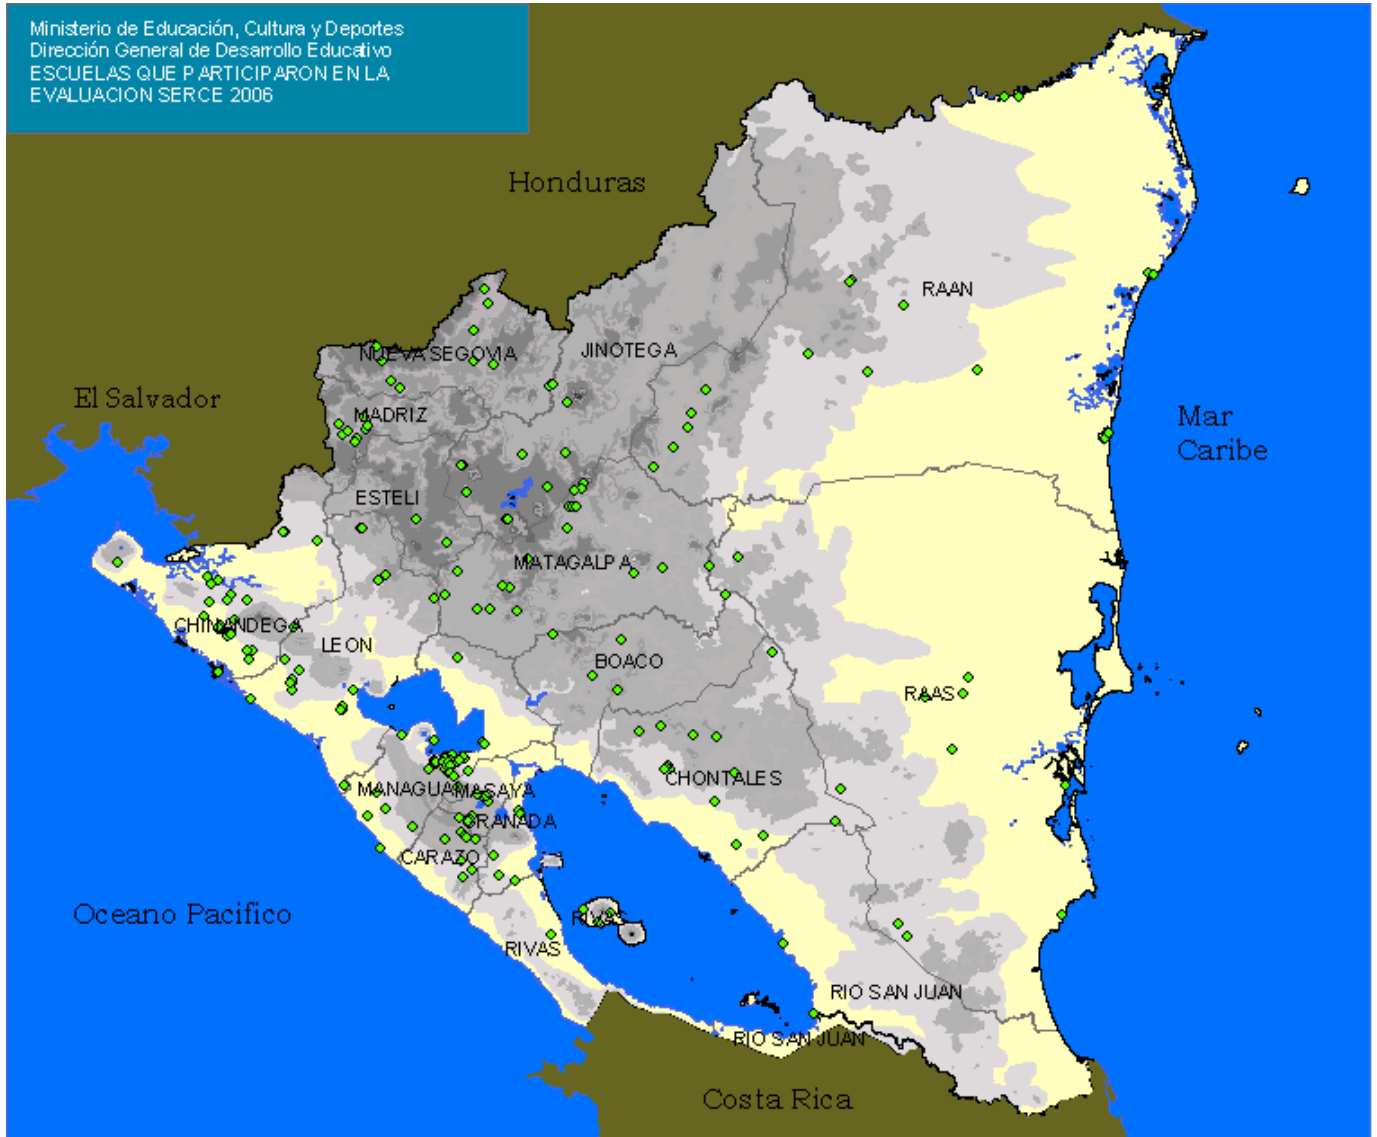 Ministerio de Educación, Cultura y Deportes
Dirección General de Desarrollo Educativo
ESCUELAS QUE PARTICIPARON EN LA
EVALUACION SERCE 2006
Honduras
RAAN
NUEVA SEGOVIA
JINOTEGA
El Salvador
MADRIZ
Mar
Caribe
ESTELI
MATAGALPA
CHINANDEGA
LEON
BOACO
RAAS
CHONTALES
MANAGUA
MASAYA
GRANADA
CARAZO
Oceano Pacifico
RIVAS
RIVAS
RIO SAN JUAN
RIO SAN JUAN
Costa Rica